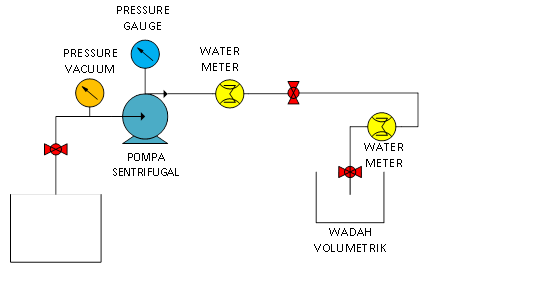 PRESSURE
GAUGE
PRESSURE
VACUUM
WATER
METER
POMPA
SENTRIFUGAL
WATER
METER
WADAH
VOLUMETRIK